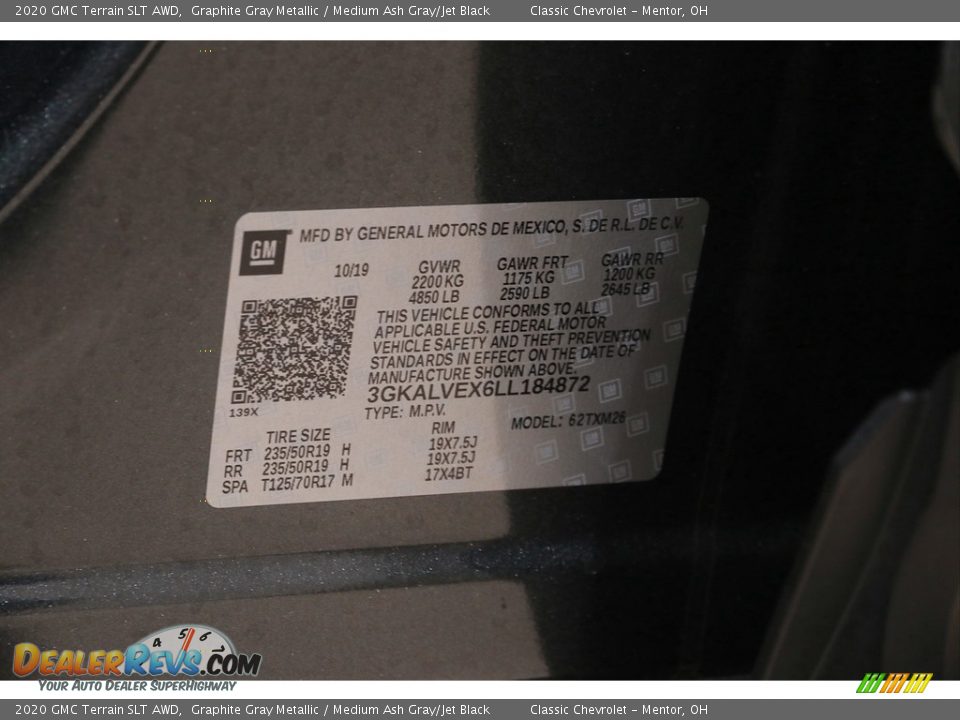 2020 GMC Terrain SLT AWD,  Graphite Gray Metallic / Medium Ash Gray/Jet Black  Classic Chevrolet - Mentor, OH
GM MFD BY GENERAL MOTORS DE MEXICO, S. DE R.L. DE C.V.
10/19 GVWR GAWR FRT GAWR RR
2200 KG 1175 KG 1200 KG
4850 LB 2590 LB 2645 LB
THIS VEHICLE CONFORMS TO ALL
APPLICABLE U.S. FEDERAL MOTOR
VEHICLE SAFETY AND THEFT PREVENTION
STANDARDS IN EFFECT ON THE DATE OF
MANUFACTURE SHOWN ABOVE.
3GKALVEX6LL184872
139X TYPE: M.P.V. MODEL: 62TXM26
TIRE SIZE RIM
FRT 235/50R19 H 19X7.5J
RR 235/50R19 H 19X7.5J
SPA T125/70R17 M 17X4BT
4 5 6
DEALERREVS.COM
YOUR AUTO DEALER SUPERHIGHWAY
2020 GMC Terrain SLT AWD,  Graphite Gray Metallic / Medium Ash Gray/Jet Black  Classic Chevrolet - Mentor, OH